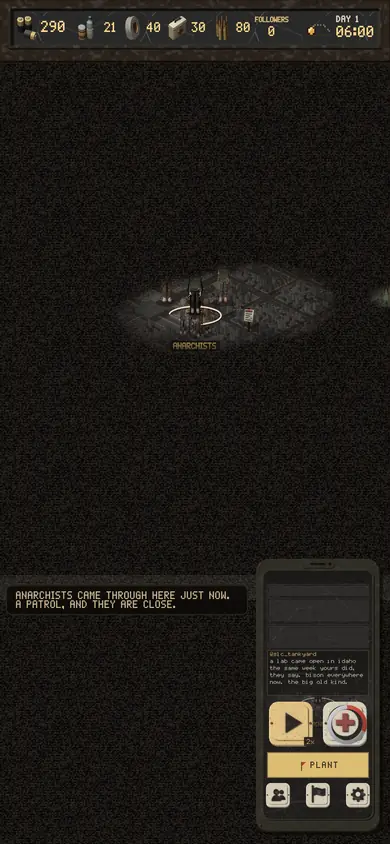 290
21
40
30
80
FOLLOWERS
0
DAY 1
06:00
ANARCHISTS
ANARCHISTS CAME THROUGH HERE JUST NOW.
A PATROL, AND THEY ARE CLOSE.
@slc_tankyard
a lab came open in idaho
the same week yours did,
they say. bison everywhere
now. the big old kind.
2x
PLANT